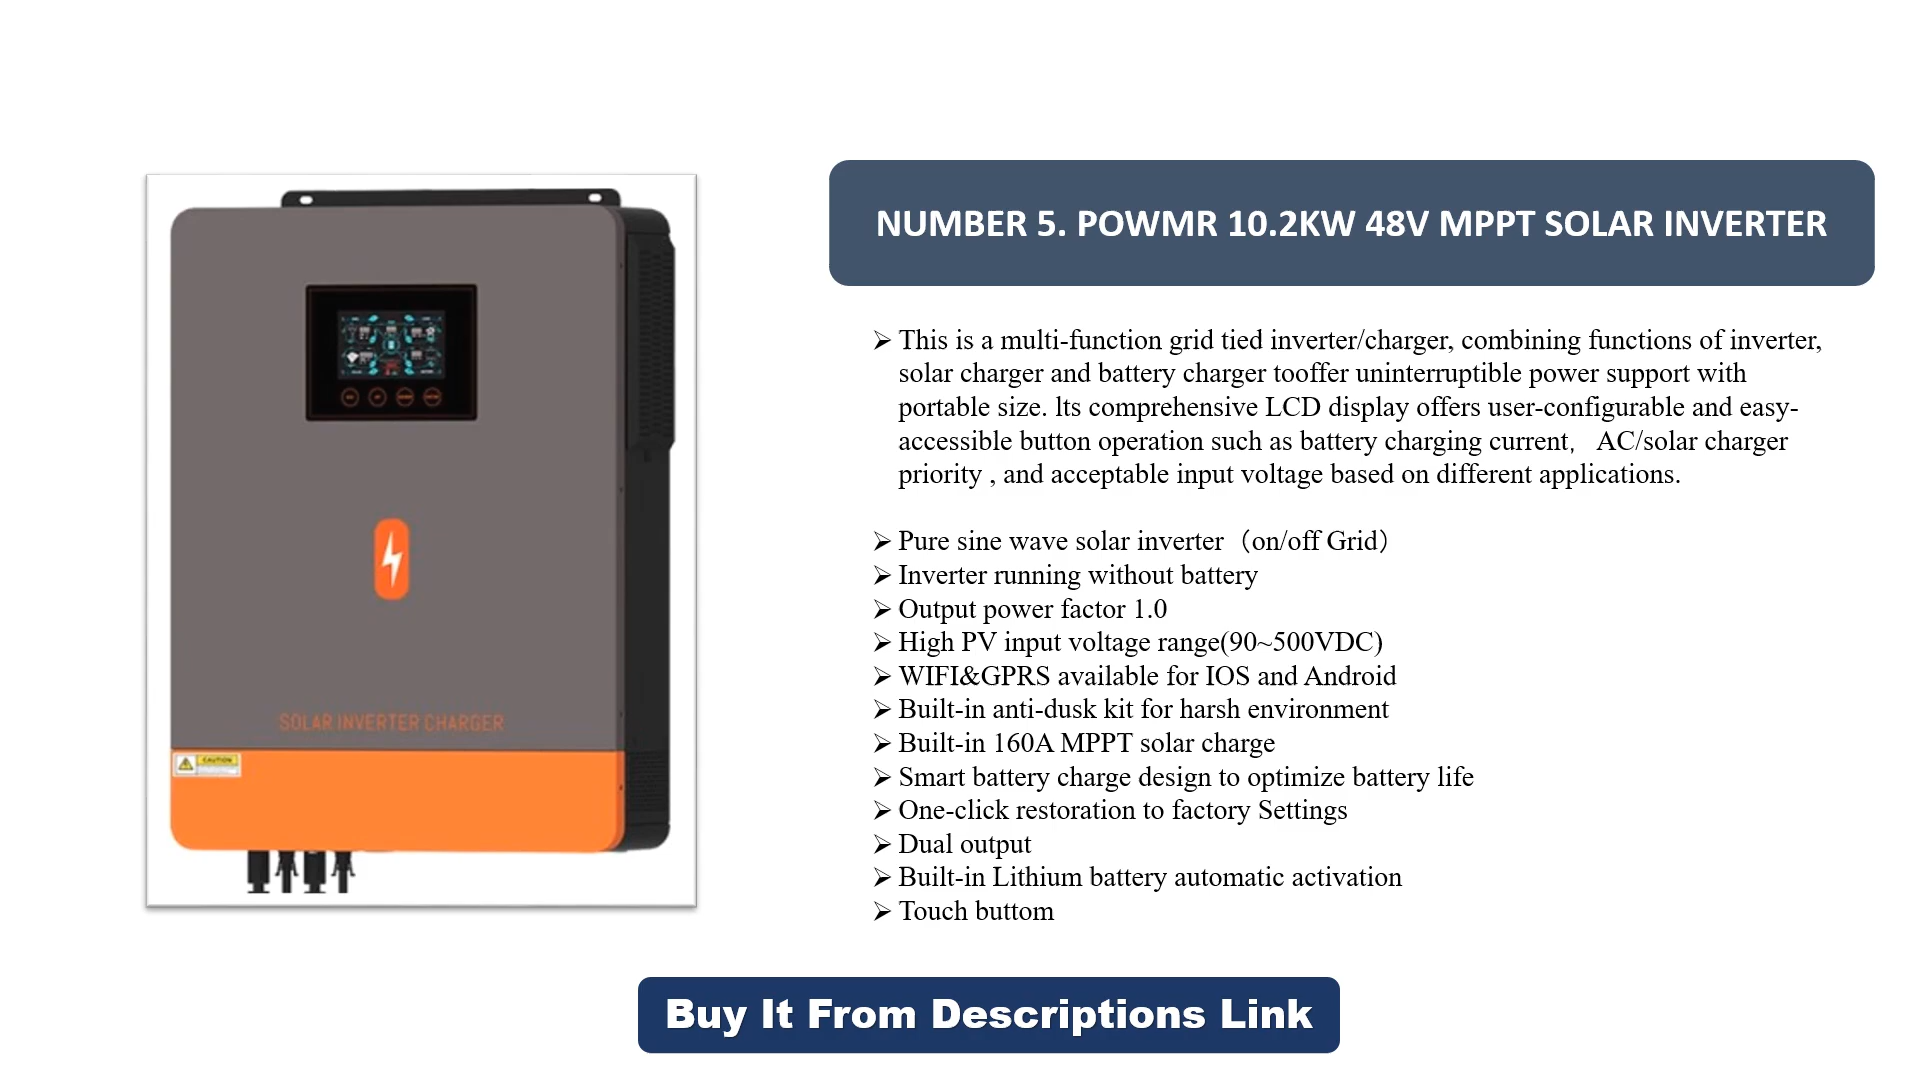 NUMBER 5. POWMR 10.2KW 48V MPPT SOLAR INVERTER
➢ This is a multi-function grid tied inverter/charger, combining functions of inverter,
solar charger and battery charger tooffer uninterruptible power support with
portable size. lts comprehensive LCD display offers user-configurable and easy-
accessible button operation such as battery charging current， AC/solar charger
priority , and acceptable input voltage based on different applications.
➢ Pure sine wave solar inverter（on/off Grid）
➢ Inverter running without battery
➢ Output power factor 1.0
➢ High PV input voltage range(90~500VDC)
➢ WIFI&GPRS available for IOS and Android
➢ Built-in anti-dusk kit for harsh environment
➢ Built-in 160A MPPT solar charge
➢ Smart battery charge design to optimize battery life
➢ One-click restoration to factory Settings
➢ Dual output
➢ Built-in Lithium battery automatic activation
➢ Touch buttom
SOLAR INVERTER CHARGER
CAUTION
Buy It From Descriptions Link